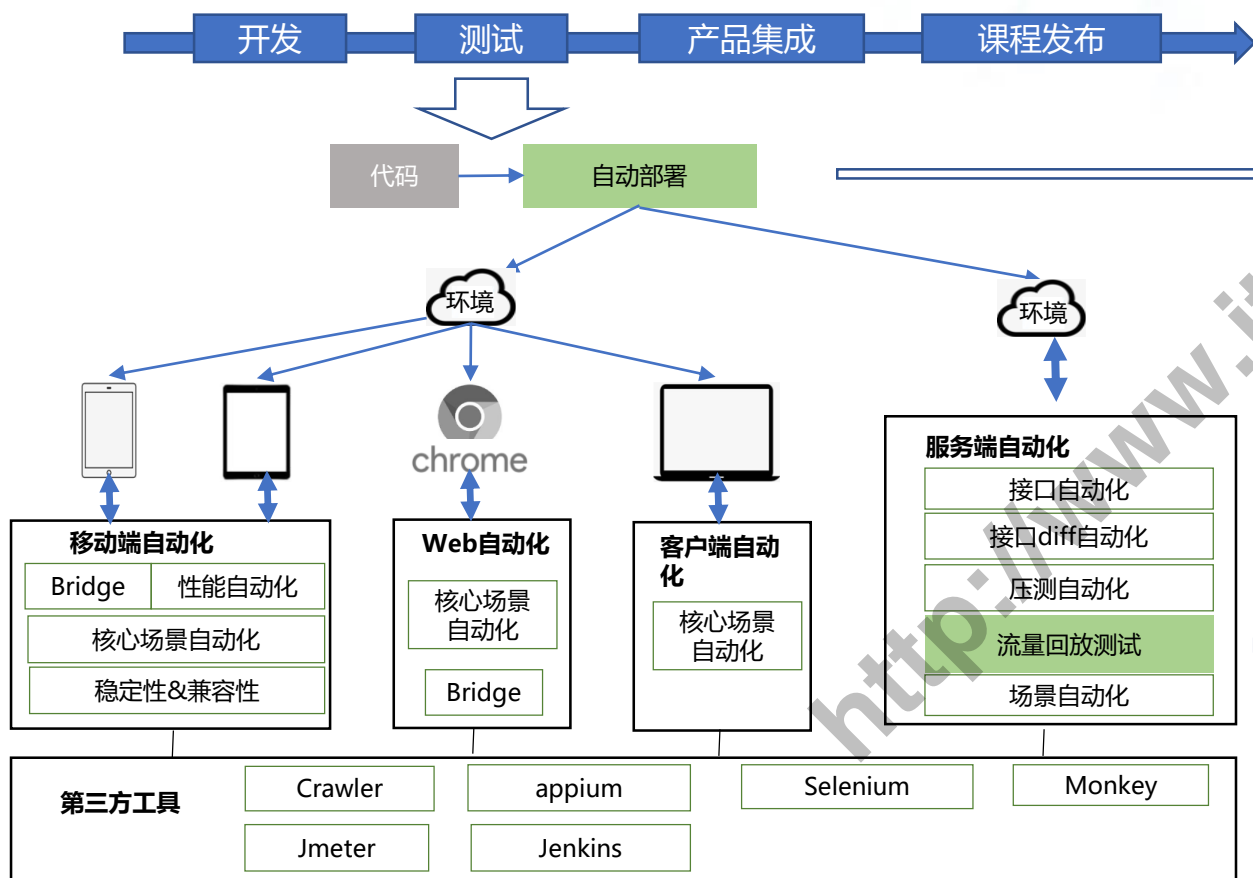 开发
测试
产品集成
课程发布
代码
自动部署
环境
环境
chrome
移动端自动化
Bridge
性能自动化
核心场景自动化
稳定性&兼容性
Web自动化
核心场景
自动化
Bridge
客户端自动
化
核心场景
自动化
服务端自动化
接口自动化
接口diff自动化
压测自动化
流量回放测试
场景自动化
第三方工具
Crawler
appium
Selenium
Monkey
Jmeter
Jenkins